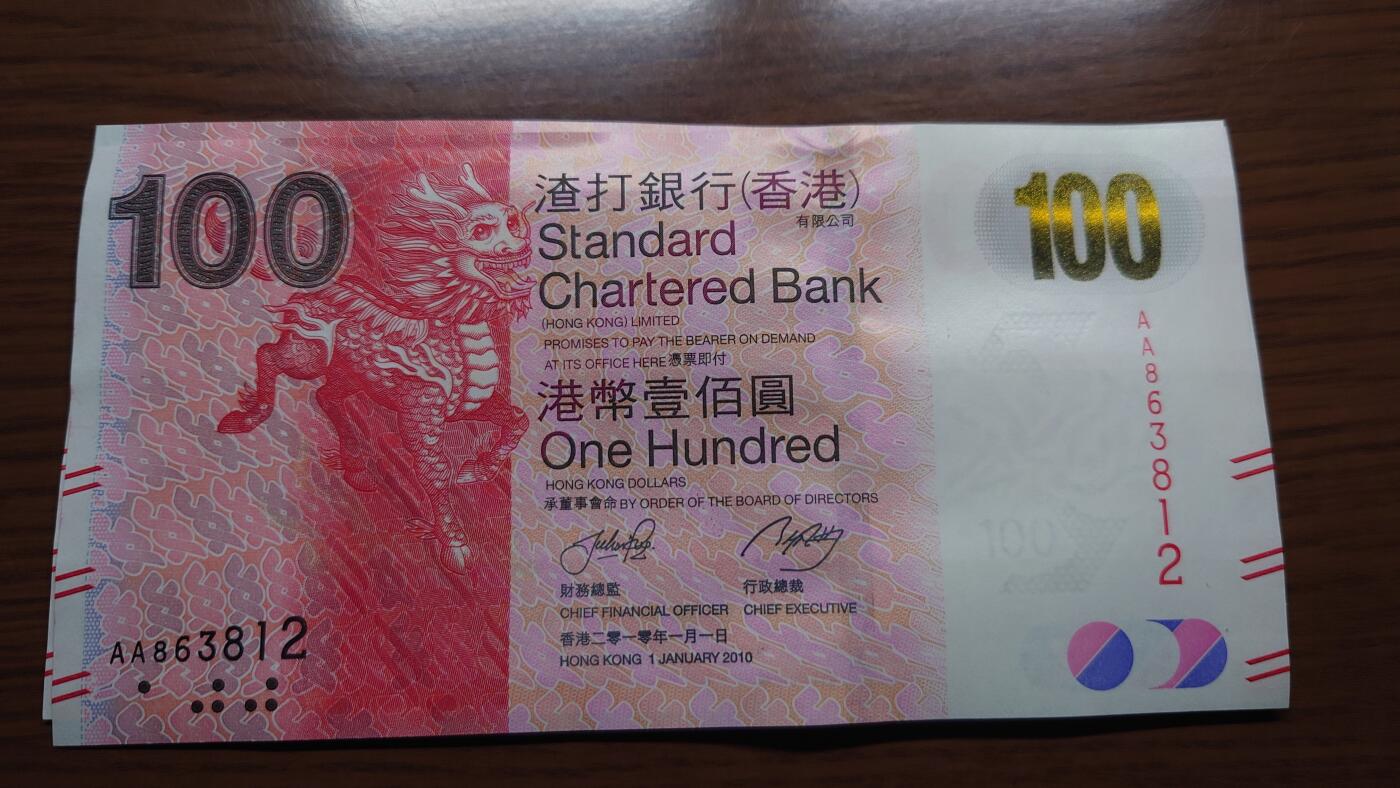 100
渣打銀行(香港)
有限公司
Standard
Chartered Bank
(HONG KONG) LIMITED
PROMISES TO PAY THE BEARER ON DEMAND
AT ITS OFFICE HERE 憑票即付
港幣壹佰圓
One Hundred
HONG KONG DOLLARS
承董事會命 BY ORDER OF THE BOARD OF DIRECTORS
財務總監
CHIEF FINANCIAL OFFICER
行政總裁
CHIEF EXECUTIVE
香港二零一零年一月一日
HONG KONG 1 JANUARY 2010
AA863812
100
AA863812
100